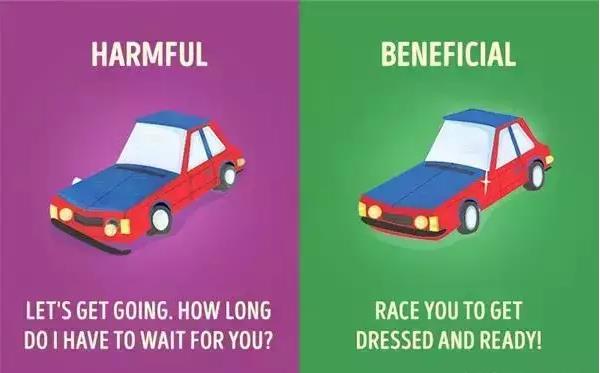 HARMFUL
LET'S GET GOING. HOW LONG
DO I HAVE TO WAIT FOR YOU?
BENEFICIAL
RACE YOU TO GET
DRESSED AND READY!